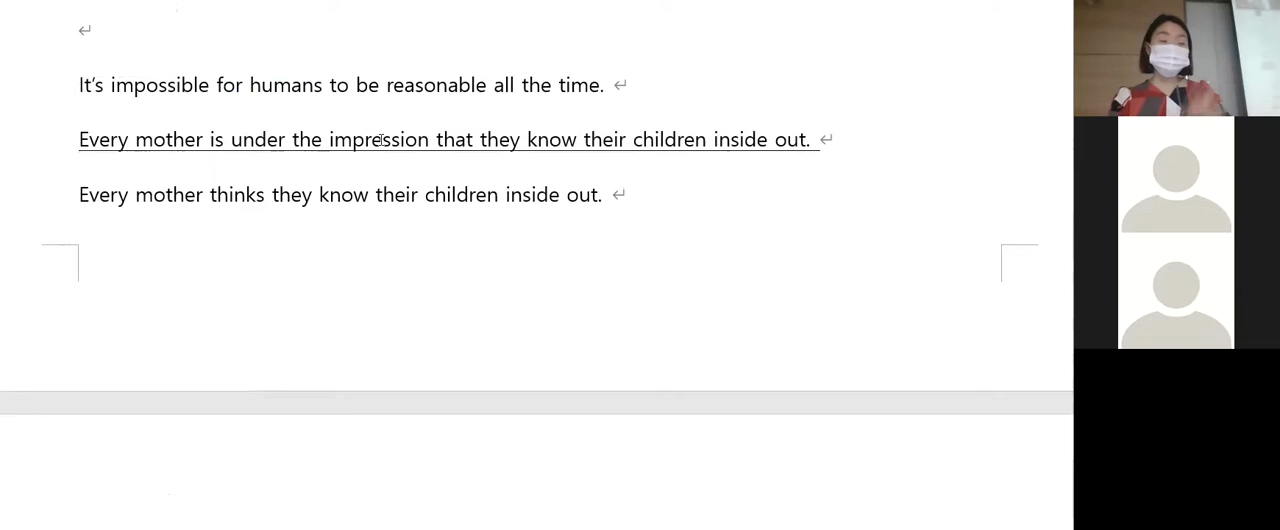 It’s impossible for humans to be reasonable all the time.
Every mother is under the impression that they know their children inside out.
Every mother thinks they know their children inside out.